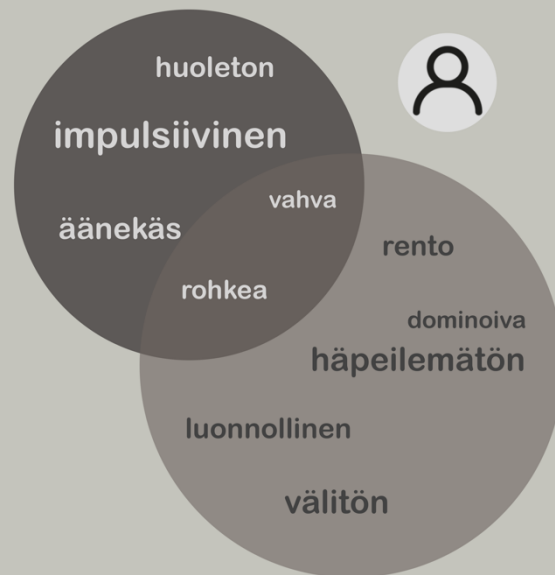 huoleton
impulsiivinen
vahva
äänekäs
rento
rohkea
dominoiva
häpeilemätön
luonnollinen
välitön